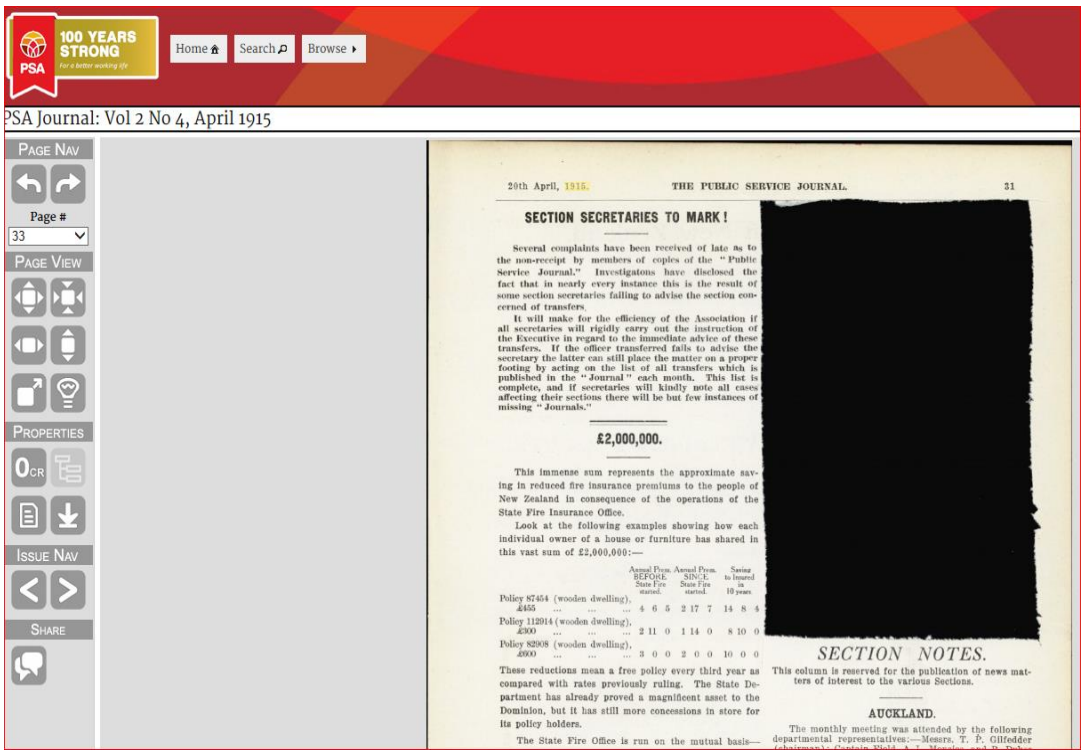 100 YEARS
STRONG
For a better working life
PSA
Home
Search
Browse
PSA Journal: Vol 2 No 4, April 1915
PAGE NAV
Page #
33
PAGE VIEW
PROPERTIES
OCR
ISSUE NAV
SHARE
20th April, 1915. THE PUBLIC SERVICE JOURNAL. 31
SECTION SECRETARIES TO MARK!
Several complaints have been received of late as to
the non-receipt by members of copies of the "Public
Service Journal." Investigatons have disclosed the
fact that in nearly every instance this is the result of
some section secretaries failing to advise the section con-
cerned of transfers.
It will make for the efficiency of the Association if
all secretaries will rigidly carry out the instruction of
the Executive in regard to the immediate advice of these
transfers. If the officer transferred fails to advise the
secretary the latter can still place the matter on a proper
footing by acting on the list of all transfers which is
published in the "Journal" each month. This list is
complete, and if secretaries will kindly note all cases
affecting their sections there will be but few instances of
missing "Journals."
£2,000,000.
This immense sum represents the approximate sav-
ing in reduced fire insurance premiums to the people of
New Zealand in consequence of the operations of the
State Fire Insurance Office.
Look at the following examples showing how each
individual owner of a house or furniture has shared in
this vast sum of £2,000,000:—
Annual Prem. Annual Prem. Saving
BEFORE SINCE to Insured
State Fire State Fire in
started. started. 10 years
Policy 87454 (wooden dwelling),
£455 ... ... ... 4 6 5 2 17 7 14 8 4
Policy 112914 (wooden dwelling),
£300 ... ... ... 2 11 0 1 14 0 8 10 0
Policy 82908 (wooden dwelling),
£600 ... ... ... 3 0 0 2 0 0 10 0 0
These reductions mean a free policy every third year as
compared with rates previously ruling. The State De-
partment has already proved a magnificent asset to the
Dominion, but it has still more concessions in store for
its policy holders.
The State Fire Office is run on the mutual basis—
SECTION NOTES.
This column is reserved for the publication of news mat-
ters of interest to the various Sections.
AUCKLAND.
The monthly meeting was attended by the following
departmental representatives:—Messrs. T. P. Gilfedder
(chairman); Captain Field, A. L.